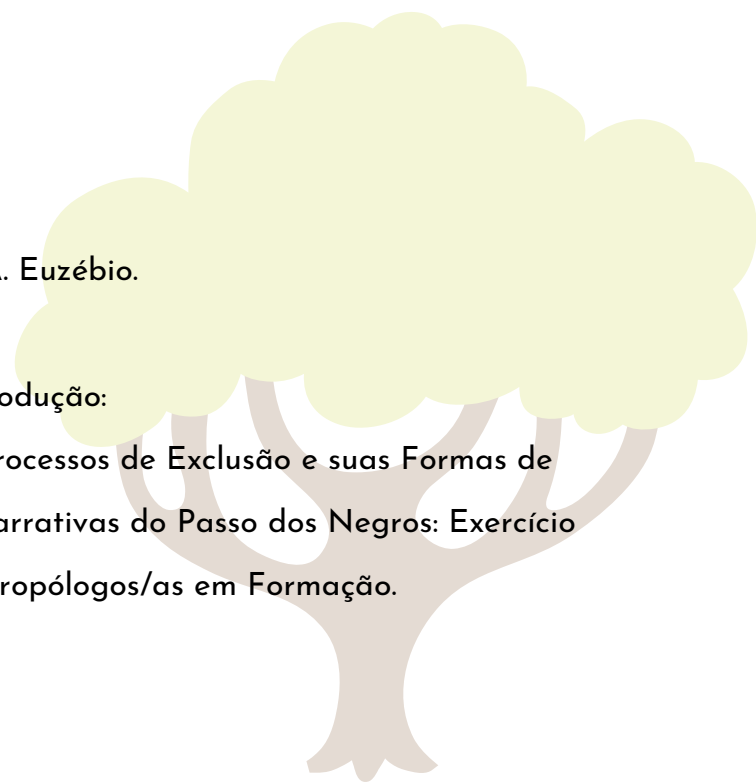 . Euzébio.
odução:
rocessos de Exclusão e suas Formas de
arrativas do Passo dos Negros: Exercício
ropólogos/as em Formação.